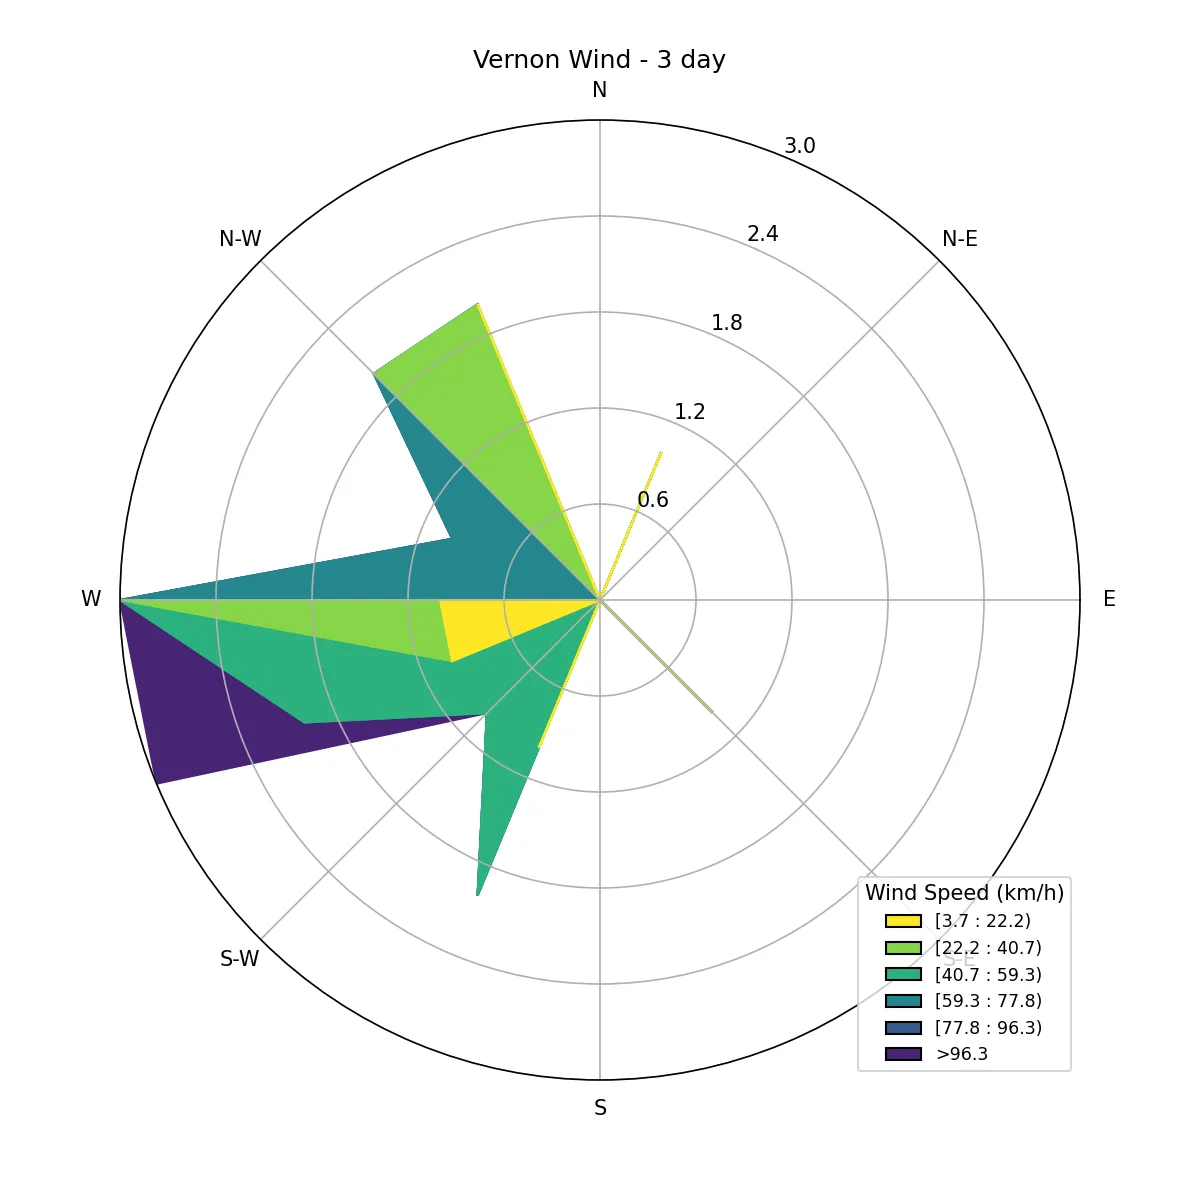 Vernon Wind - 3 day
N
3.0
N-W
2.4
N-E
1.8
1.2
0.6
W
E
S-W
S-E
S
Wind Speed (km/h)
[3.7 : 22.2)
[22.2 : 40.7)
[40.7 : 59.3)
[59.3 : 77.8)
[77.8 : 96.3)
>96.3